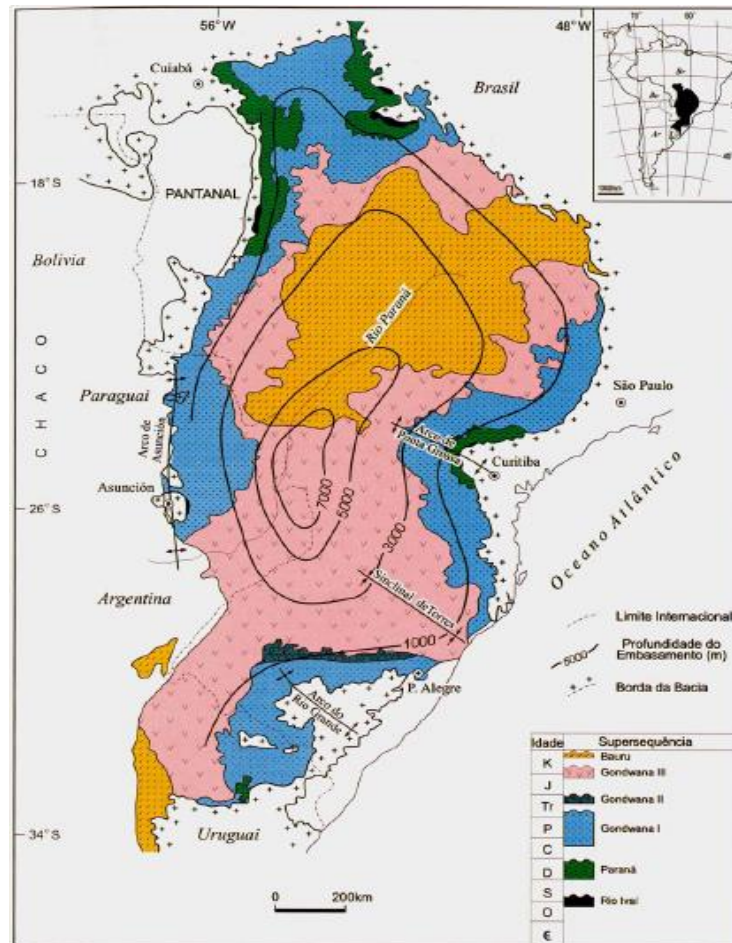 56° W
48° W
Cuiabá
Brasil
18° S
PANTANAL
Bolivia
Rio Paraná
CHACO
Paraguai
Arco de
Asunción
São Paulo
Arco de
Ponta Grossa
Curitiba
Asunción
26° S
7000
5000
3000
Oceano Atlântico
Argentina
Sinclinal de Torres
1000
Limite Internacional
5000
Profundidade do
Embasamento (m)
P. Alegre
Borda da Bacia
Arco do
Rio Grande
Idade
Supersequência
K
Bauru
Gondwana III
J
Tr
Gondwana II
P
Gondwana I
C
D
Paraná
S
Rio Ivaí
O
Є
34° S
Uruguai
0
200km